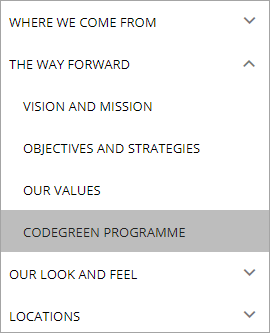 WHERE WE COME FROM
THE WAY FORWARD
VISION AND MISSION
OBJECTIVES AND STRATEGIES
OUR VALUES
CODEGREEN PROGRAMME
OUR LOOK AND FEEL
LOCATIONS